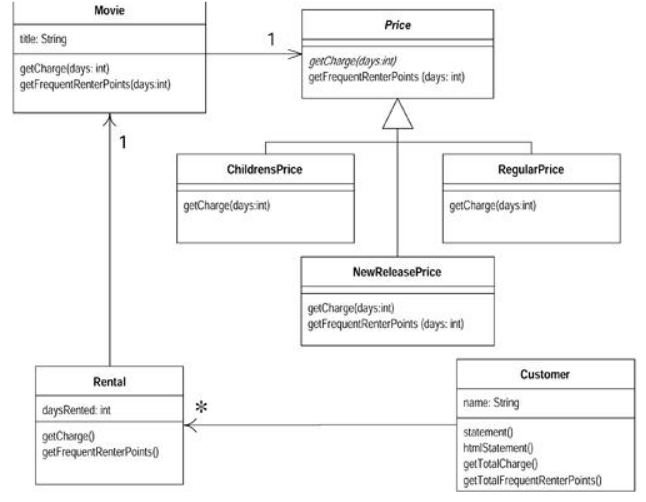 Movie
title: String
getCharge(days: int)
getFrequentRenterPoints(days:int)
1
Price
getCharge(days:int)
getFrequentRenterPoints (days: int)
1
ChildrensPrice
getCharge(days:int)
RegularPrice
getCharge(days:int)
NewReleasePrice
getCharge(days:int)
getFrequentRenterPoints (days: int)
Rental
daysRented: int
getCharge()
getFrequentRenterPoints()
*
Customer
name: String
statement()
htmlStatement()
getTotalCharge()
getTotalFrequentRenterPoints()